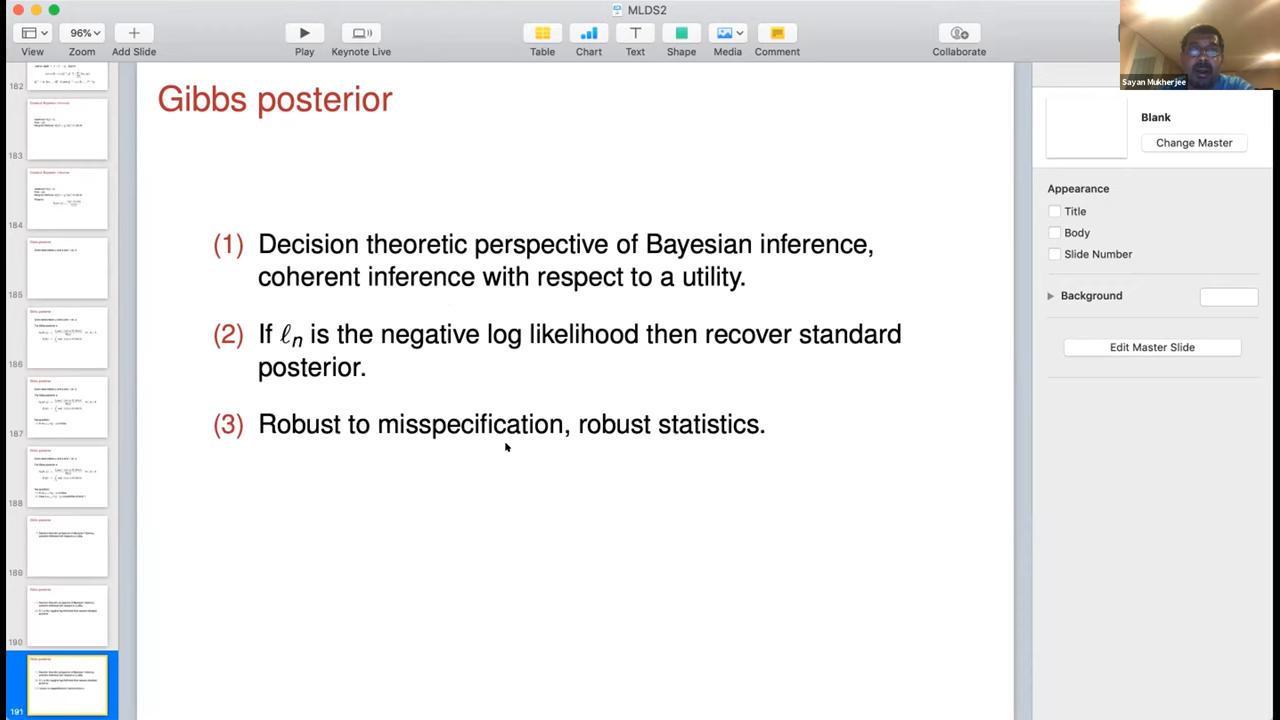 MLDS2
96%
View
Zoom
Add Slide
Play
Keynote Live
Table
Chart
Text
Shape
Media
Comment
Collaborate
Sayan Mukherjee
Gibbs posterior
(1) Decision theoretic perspective of Bayesian inference,
coherent inference with respect to a utility.
(2) If ℓn is the negative log likelihood then recover standard
posterior.
(3) Robust to misspecification, robust statistics.
182
183
184
185
186
187
188
189
190
191
Blank
Change Master
Appearance
Title
Body
Slide Number
Background
Edit Master Slide